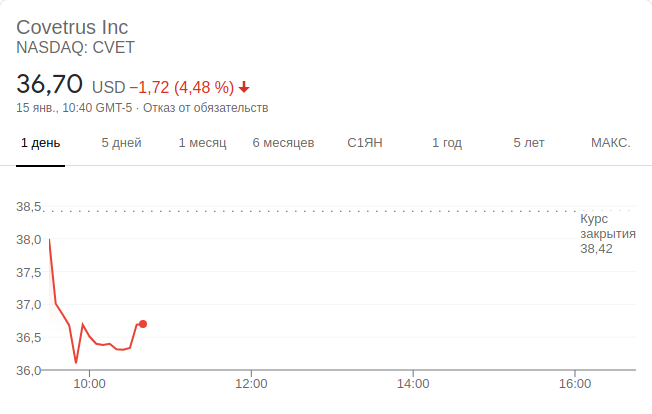 Covetrus Inc
NASDAQ: CVET
36,70 USD −1,72 (4,48 %)
15 янв., 10:40 GMT-5 · Отказ от обязательств
1 день 5 дней 1 месяц 6 месяцев С1ЯН 1 год 5 лет МАКС.
38,5
Курс
закрытия
38,42
38,0
37,5
37,0
36,5
36,0
10:00 12:00 14:00 16:00